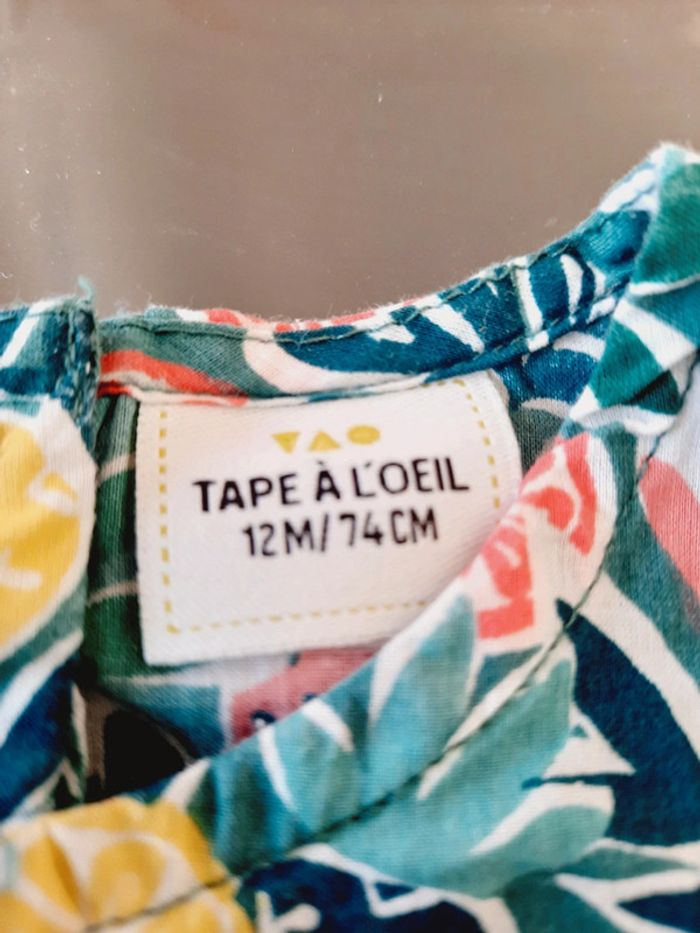 TAO
TAPE À L'OEIL
12M/74CM